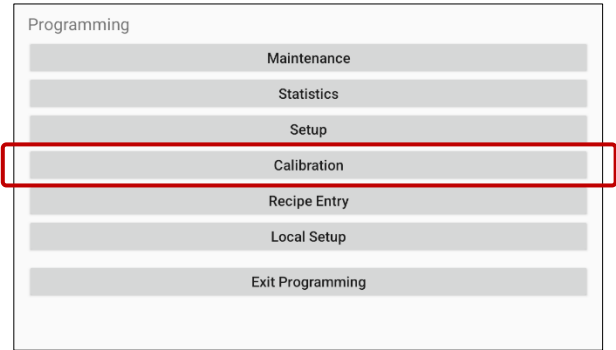 Programming
Maintenance
Statistics
Setup
Calibration
Recipe Entry
Local Setup
Exit Programming